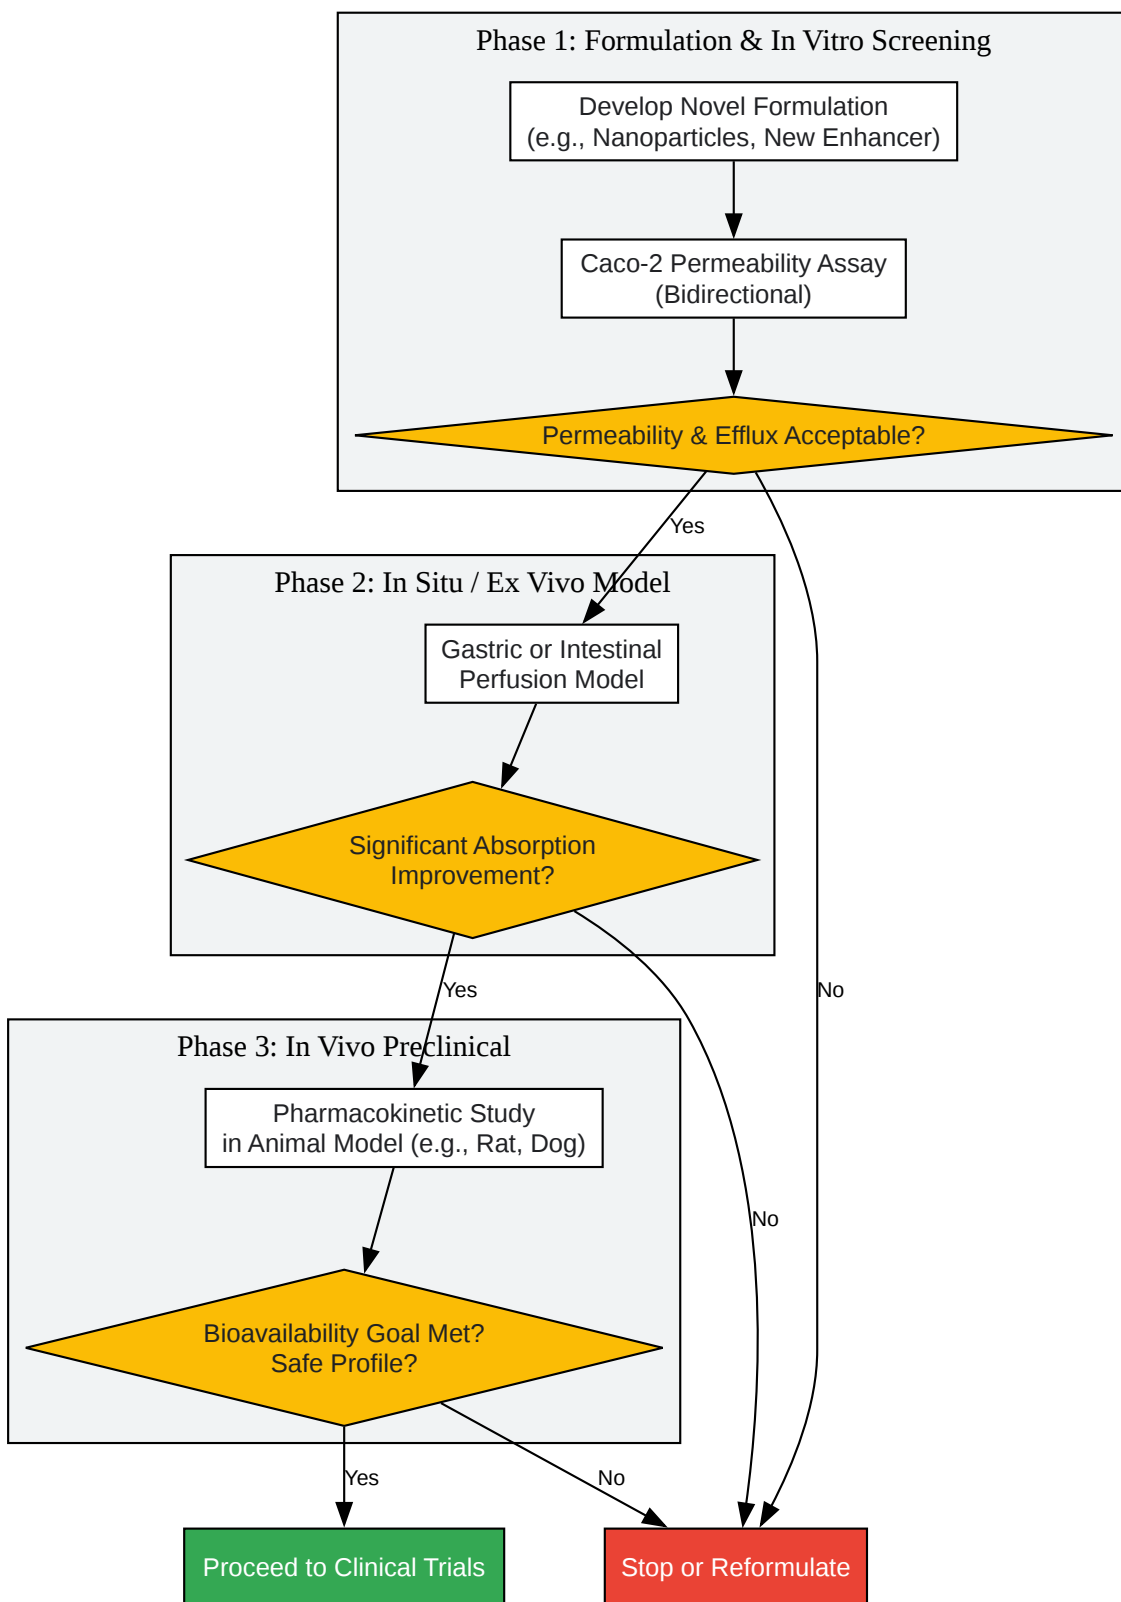 Phase 1: Formulation & In Vitro Screening
Develop Novel Formulation
(e.g., Nanoparticles, New Enhancer)
Caco-2 Permeability Assay
(Bidirectional)
Permeability & Efflux Acceptable?
Yes
Phase 2: In Situ / Ex Vivo Model
Gastric or Intestinal
Perfusion Model
Significant Absorption
Improvement?
Yes
No
Phase 3: In Vivo Preclinical
Pharmacokinetic Study
in Animal Model (e.g., Rat, Dog)
No
Bioavailability Goal Met?
Safe Profile?
Yes
No
Proceed to Clinical Trials
Stop or Reformulate